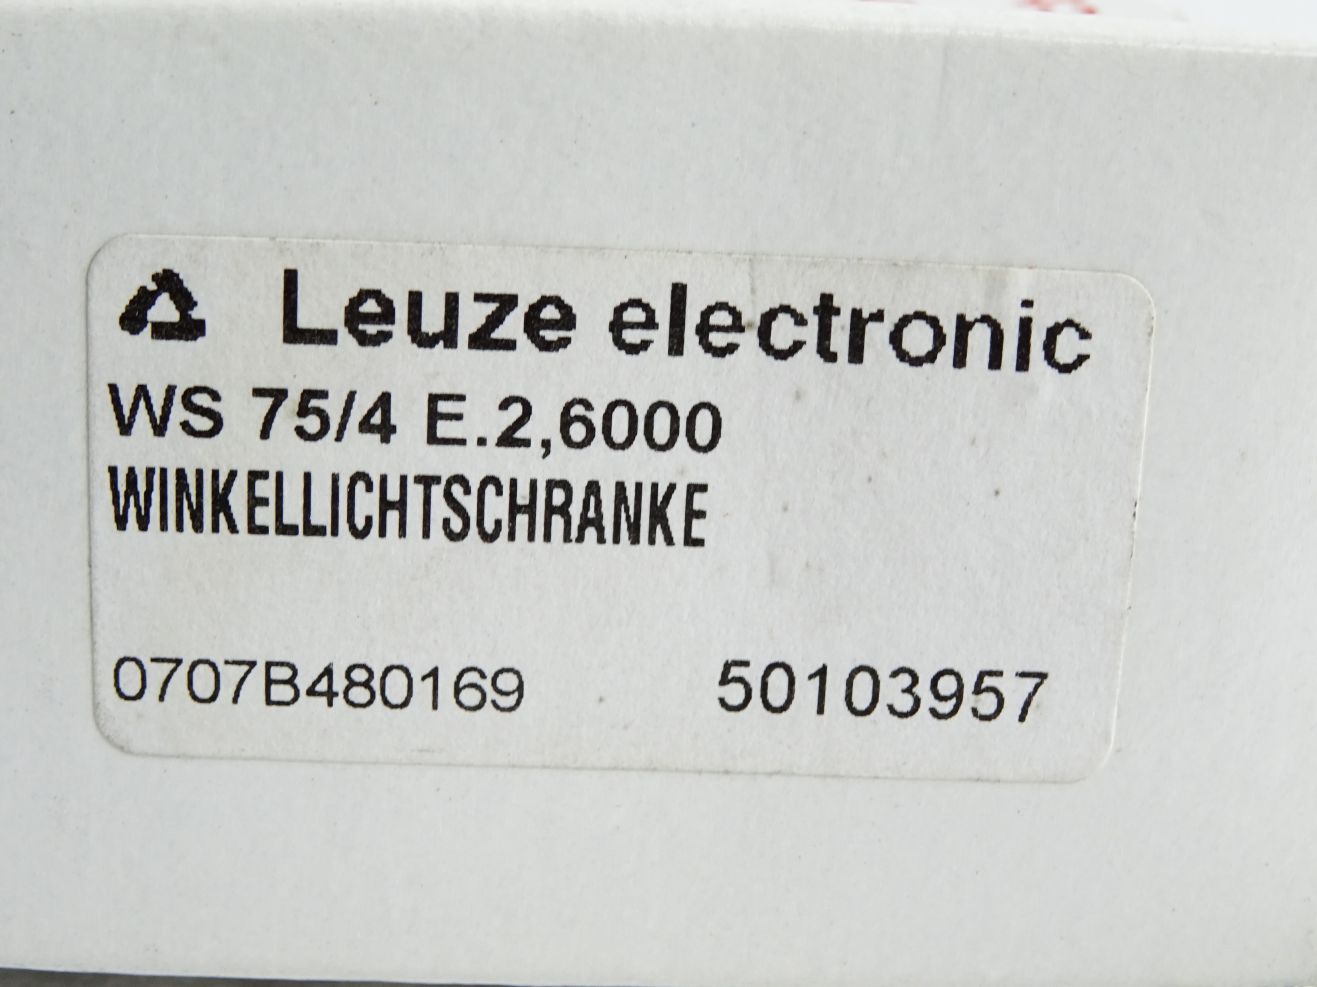 Leuze electronic
WS 75/4 E.2,6000
WINKELLICHTSCHRANKE
0707B480169 50103957